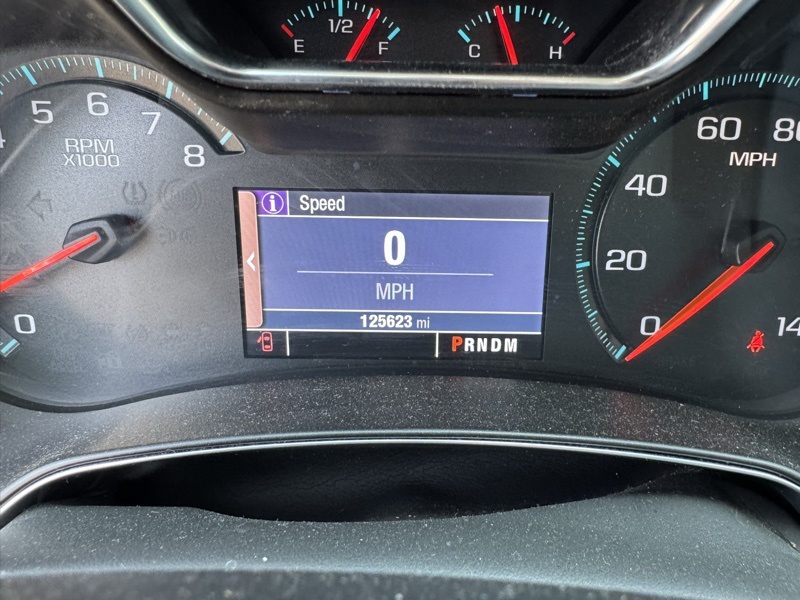 1/2
E F
C H
4 5 6 7 8
RPM
X1000
0
i Speed
0
MPH
125623 mi
PRNDM
60 80
MPH
40
20
0
14